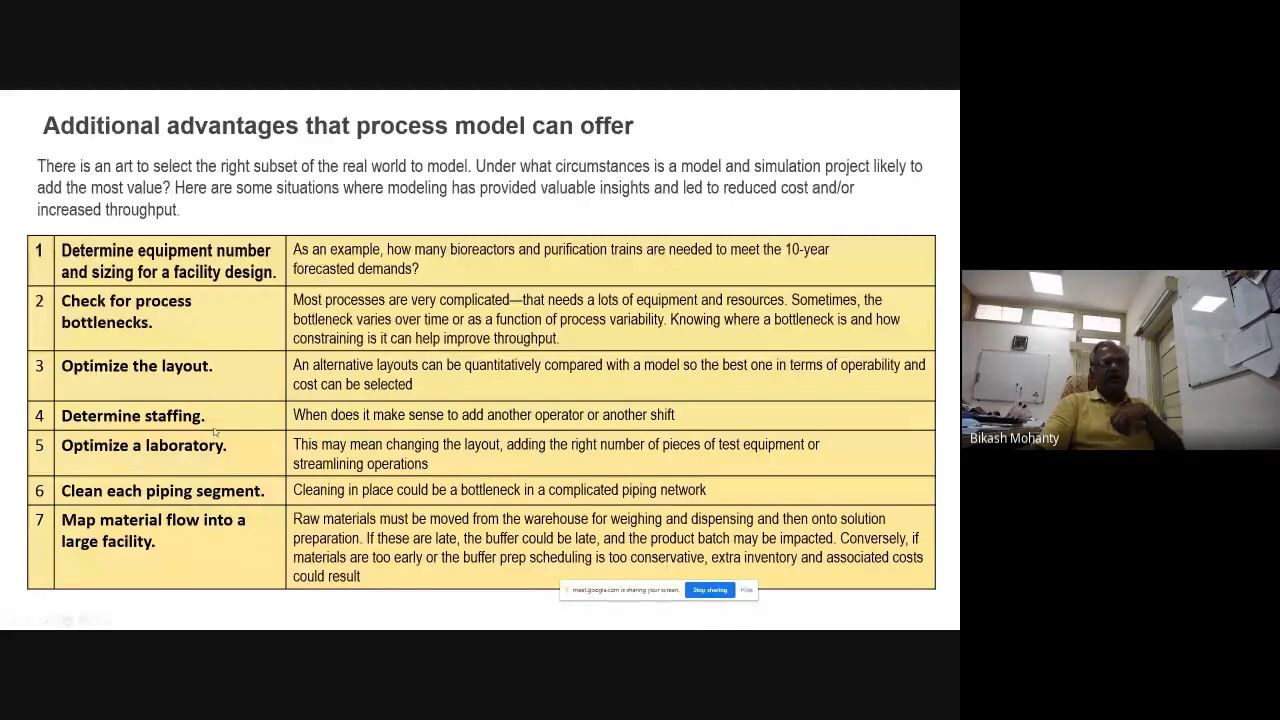 Additional advantages that process model can offer
There is an art to select the right subset of the real world to model. Under what circumstances is a model and simulation project likely to
add the most value? Here are some situations where modeling has provided valuable insights and led to reduced cost and/or
increased throughput.
1 Determine equipment number
and sizing for a facility design.
As an example, how many bioreactors and purification trains are needed to meet the 10-year
forecasted demands?
2 Check for process
bottlenecks.
Most processes are very complicated—that needs a lots of equipment and resources. Sometimes, the
bottleneck varies over time or as a function of process variability. Knowing where a bottleneck is and how
constraining is it can help improve throughput.
3 Optimize the layout.
An alternative layouts can be quantitatively compared with a model so the best one in terms of operability and
cost can be selected
4 Determine staffing.
When does it make sense to add another operator or another shift
5 Optimize a laboratory.
This may mean changing the layout, adding the right number of pieces of test equipment or
streamlining operations
6 Clean each piping segment.
Cleaning in place could be a bottleneck in a complicated piping network
7 Map material flow into a
large facility.
Raw materials must be moved from the warehouse for weighing and dispensing and then onto solution
preparation. If these are late, the buffer could be late, and the product batch may be impacted. Conversely, if
materials are too early or the buffer prep scheduling is too conservative, extra inventory and associated costs
could result
meet.google.com is sharing your screen.
Stop sharing
Hide
Bikash Mohanty